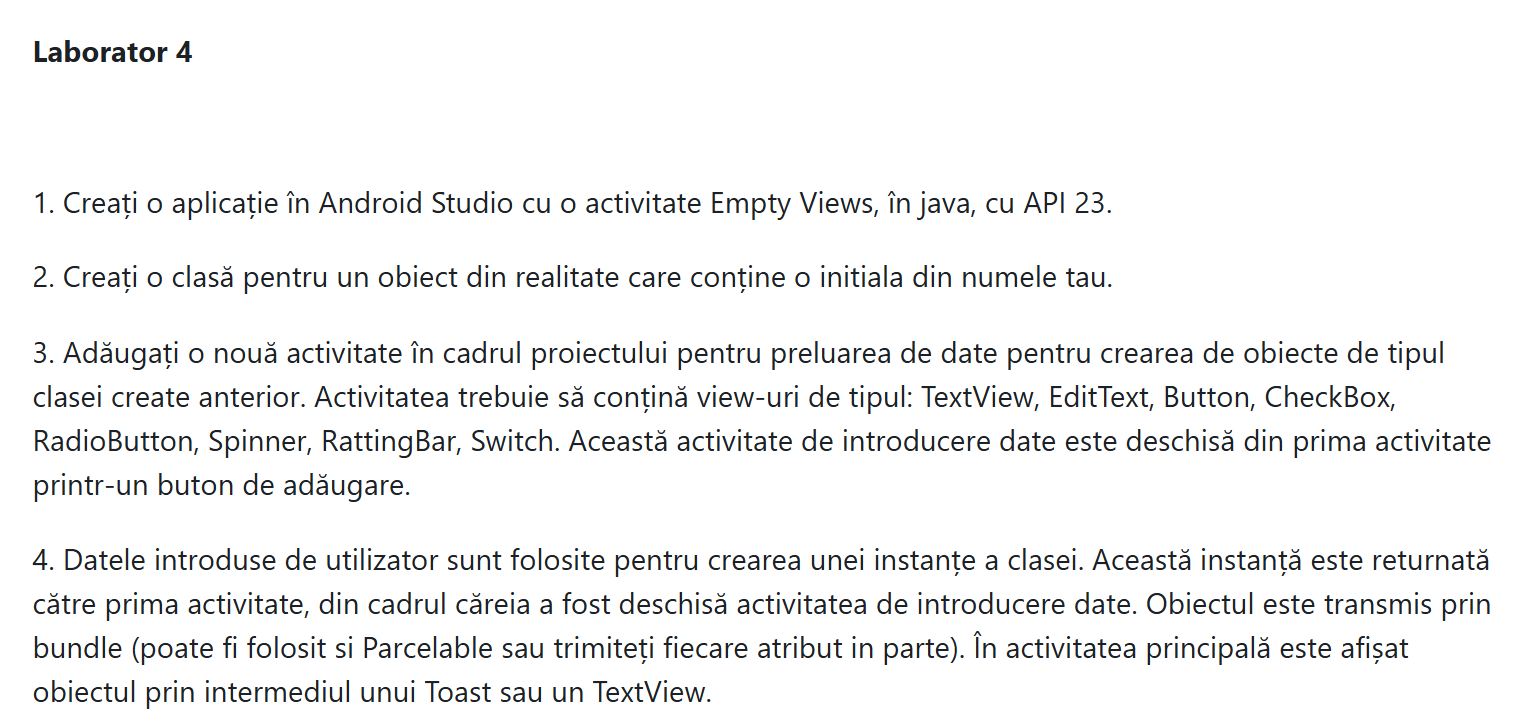 Laborator 4
1. Creați o aplicație în Android Studio cu o activitate Empty Views, în java, cu API 23.
2. Creați o clasă pentru un obiect din realitate care conține o initiala din numele tau.
3. Adăugați o nouă activitate în cadrul proiectului pentru preluarea de date pentru crearea de obiecte de tipul
clasei create anterior. Activitatea trebuie să conțină view-uri de tipul: TextView, EditText, Button, CheckBox,
RadioButton, Spinner, RattingBar, Switch. Această activitate de introducere date este deschisă din prima activitate
printr-un buton de adăugare.
4. Datele introduse de utilizator sunt folosite pentru crearea unei instanțe a clasei. Această instanță este returnată
către prima activitate, din cadrul căreia a fost deschisă activitatea de introducere date. Obiectul este transmis prin
bundle (poate fi folosit si Parcelable sau trimiteți fiecare atribut in parte). În activitatea principală este afișat
obiectul prin intermediul unui Toast sau un TextView.